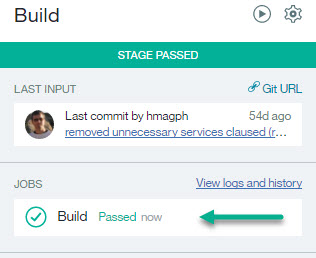 Build
STAGE PASSED
LAST INPUT Git URL
Last commit by hmagph 54d ago
removed unnecessary services claused (r…
JOBS View logs and history
Build Passed now